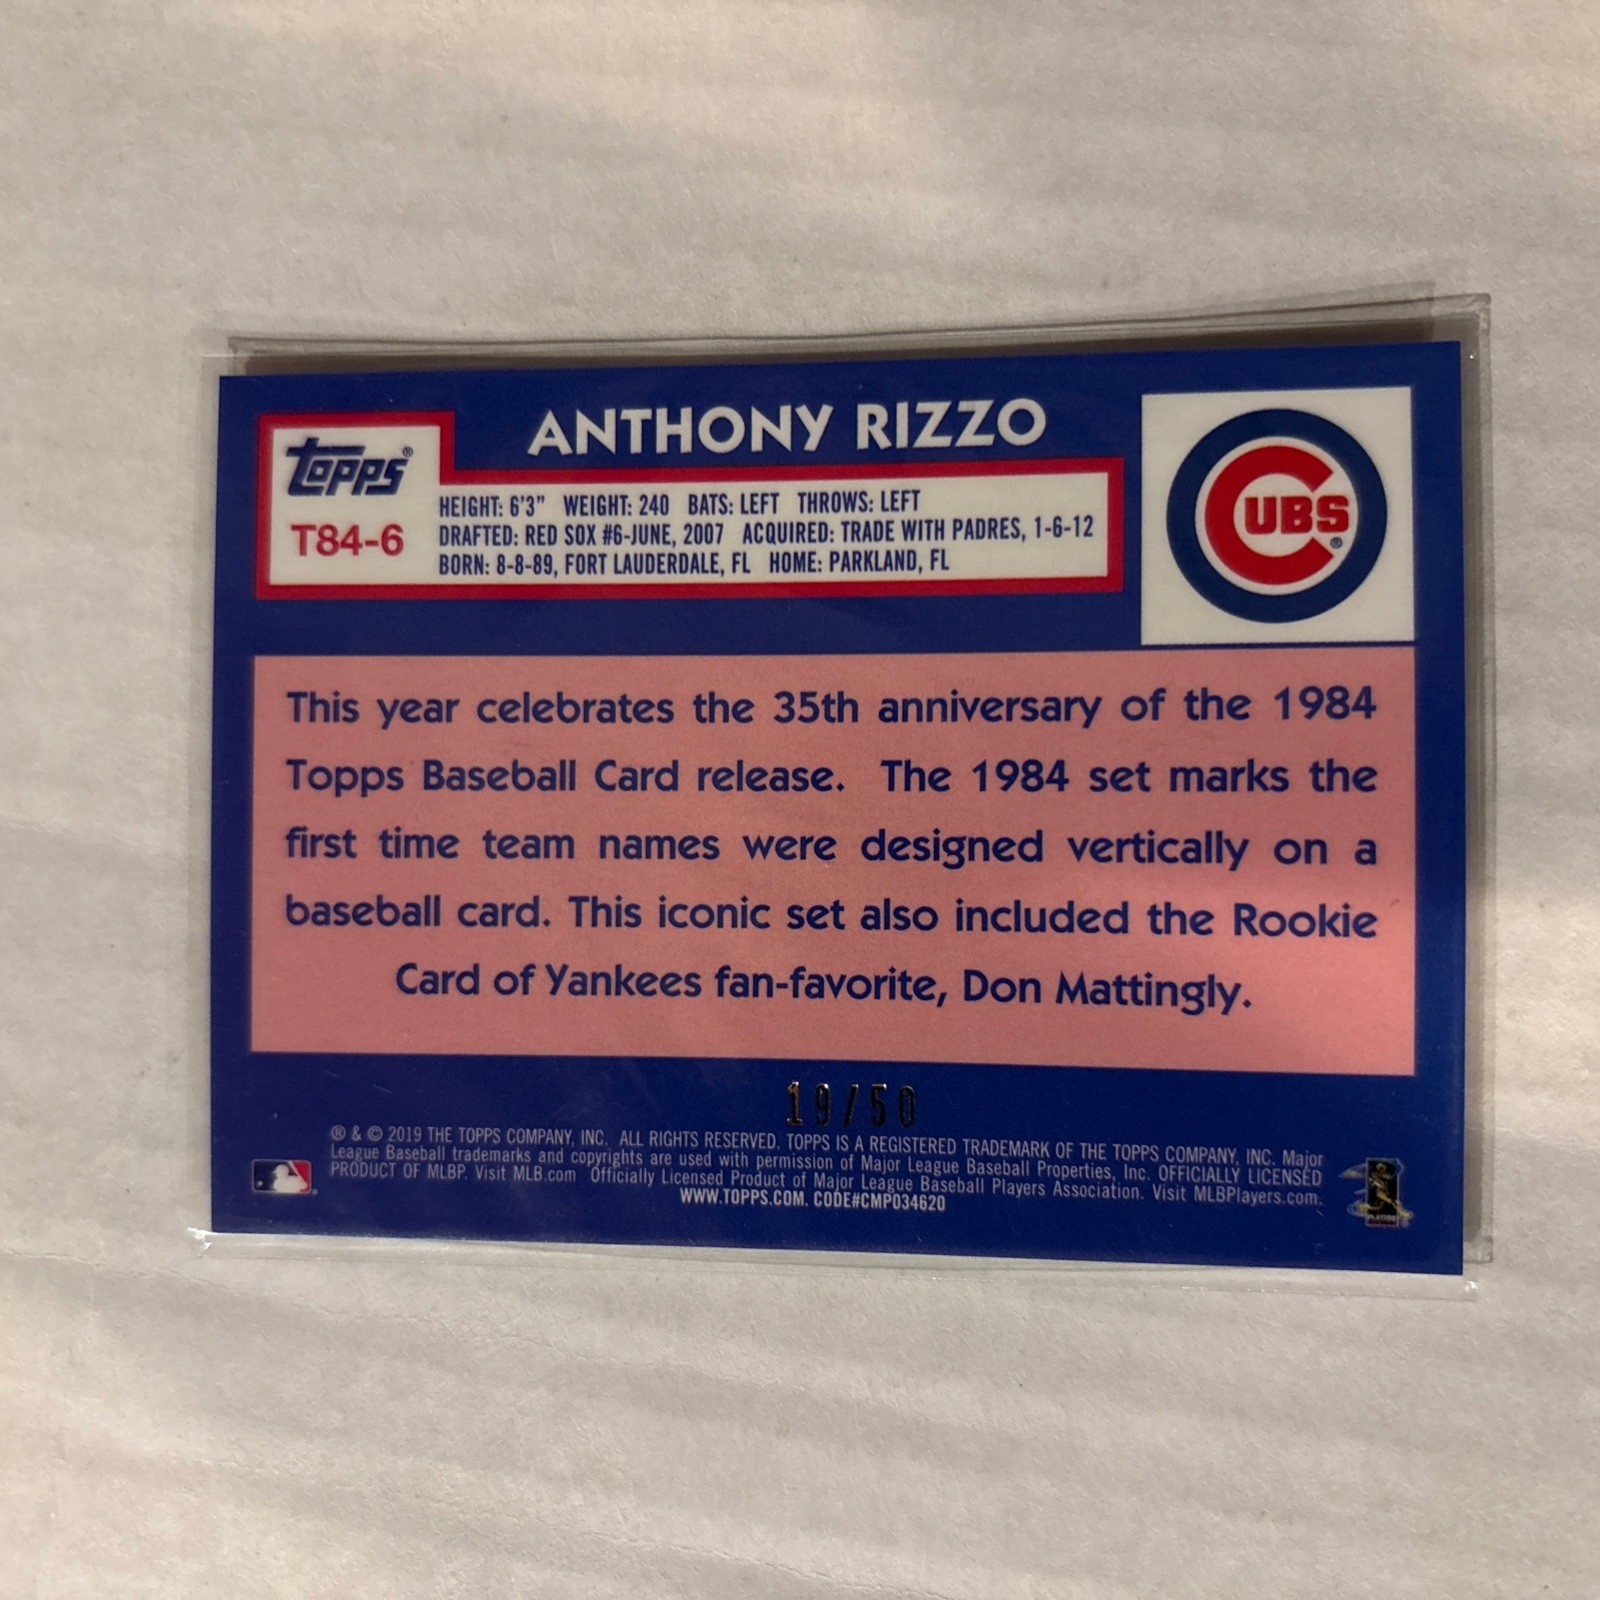 ANTHONY RIZZO
topps®
T84-6
HEIGHT: 6'3" WEIGHT: 240 BATS: LEFT THROWS: LEFT
DRAFTED: RED SOX #6-JUNE, 2007 ACQUIRED: TRADE WITH PADRES, 1-6-12
BORN: 8-8-89, FORT LAUDERDALE, FL HOME: PARKLAND, FL
CUBS®
This year celebrates the 35th anniversary of the 1984
Topps Baseball Card release. The 1984 set marks the
first time team names were designed vertically on a
baseball card. This iconic set also included the Rookie
Card of Yankees fan-favorite, Don Mattingly.
19/50
® & © 2019 THE TOPPS COMPANY, INC. ALL RIGHTS RESERVED. TOPPS IS A REGISTERED TRADEMARK OF THE TOPPS COMPANY, INC. Major
League Baseball trademarks and copyrights are used with permission of Major League Baseball Properties, Inc. OFFICIALLY LICENSED
PRODUCT OF MLBP. Visit MLB.com Officially Licensed Product of Major League Baseball Players Association. Visit MLBPlayers.com.
WWW.TOPPS.COM. CODE#CMP034620